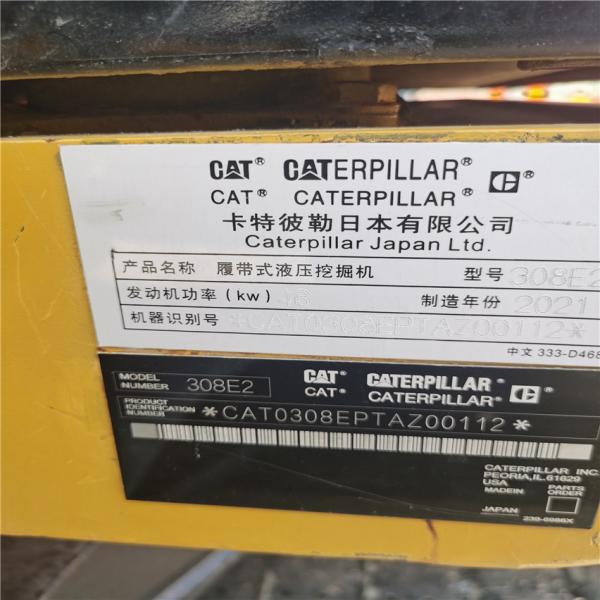 CAT® CATERPILLAR®
CAT® CATERPILLAR® C®
卡特彼勒日本有限公司
Caterpillar Japan Ltd.
产品名称 履带式液压挖掘机 型号 308E2
发动机功率(kw) 46 制造年份 2021
机器识别号 *CAT0308EPTAZ00112*
中文 333-D468
MODEL NUMBER 308E2 CAT® CATERPILLAR®
CAT® CATERPILLAR® C®
PRODUCT IDENTIFICATION NUMBER *CAT0308EPTAZ00112*
CATERPILLAR INC.
PEORIA,IL.61629
USA
MADE IN PARTS ORDER
JAPAN
239-6986X